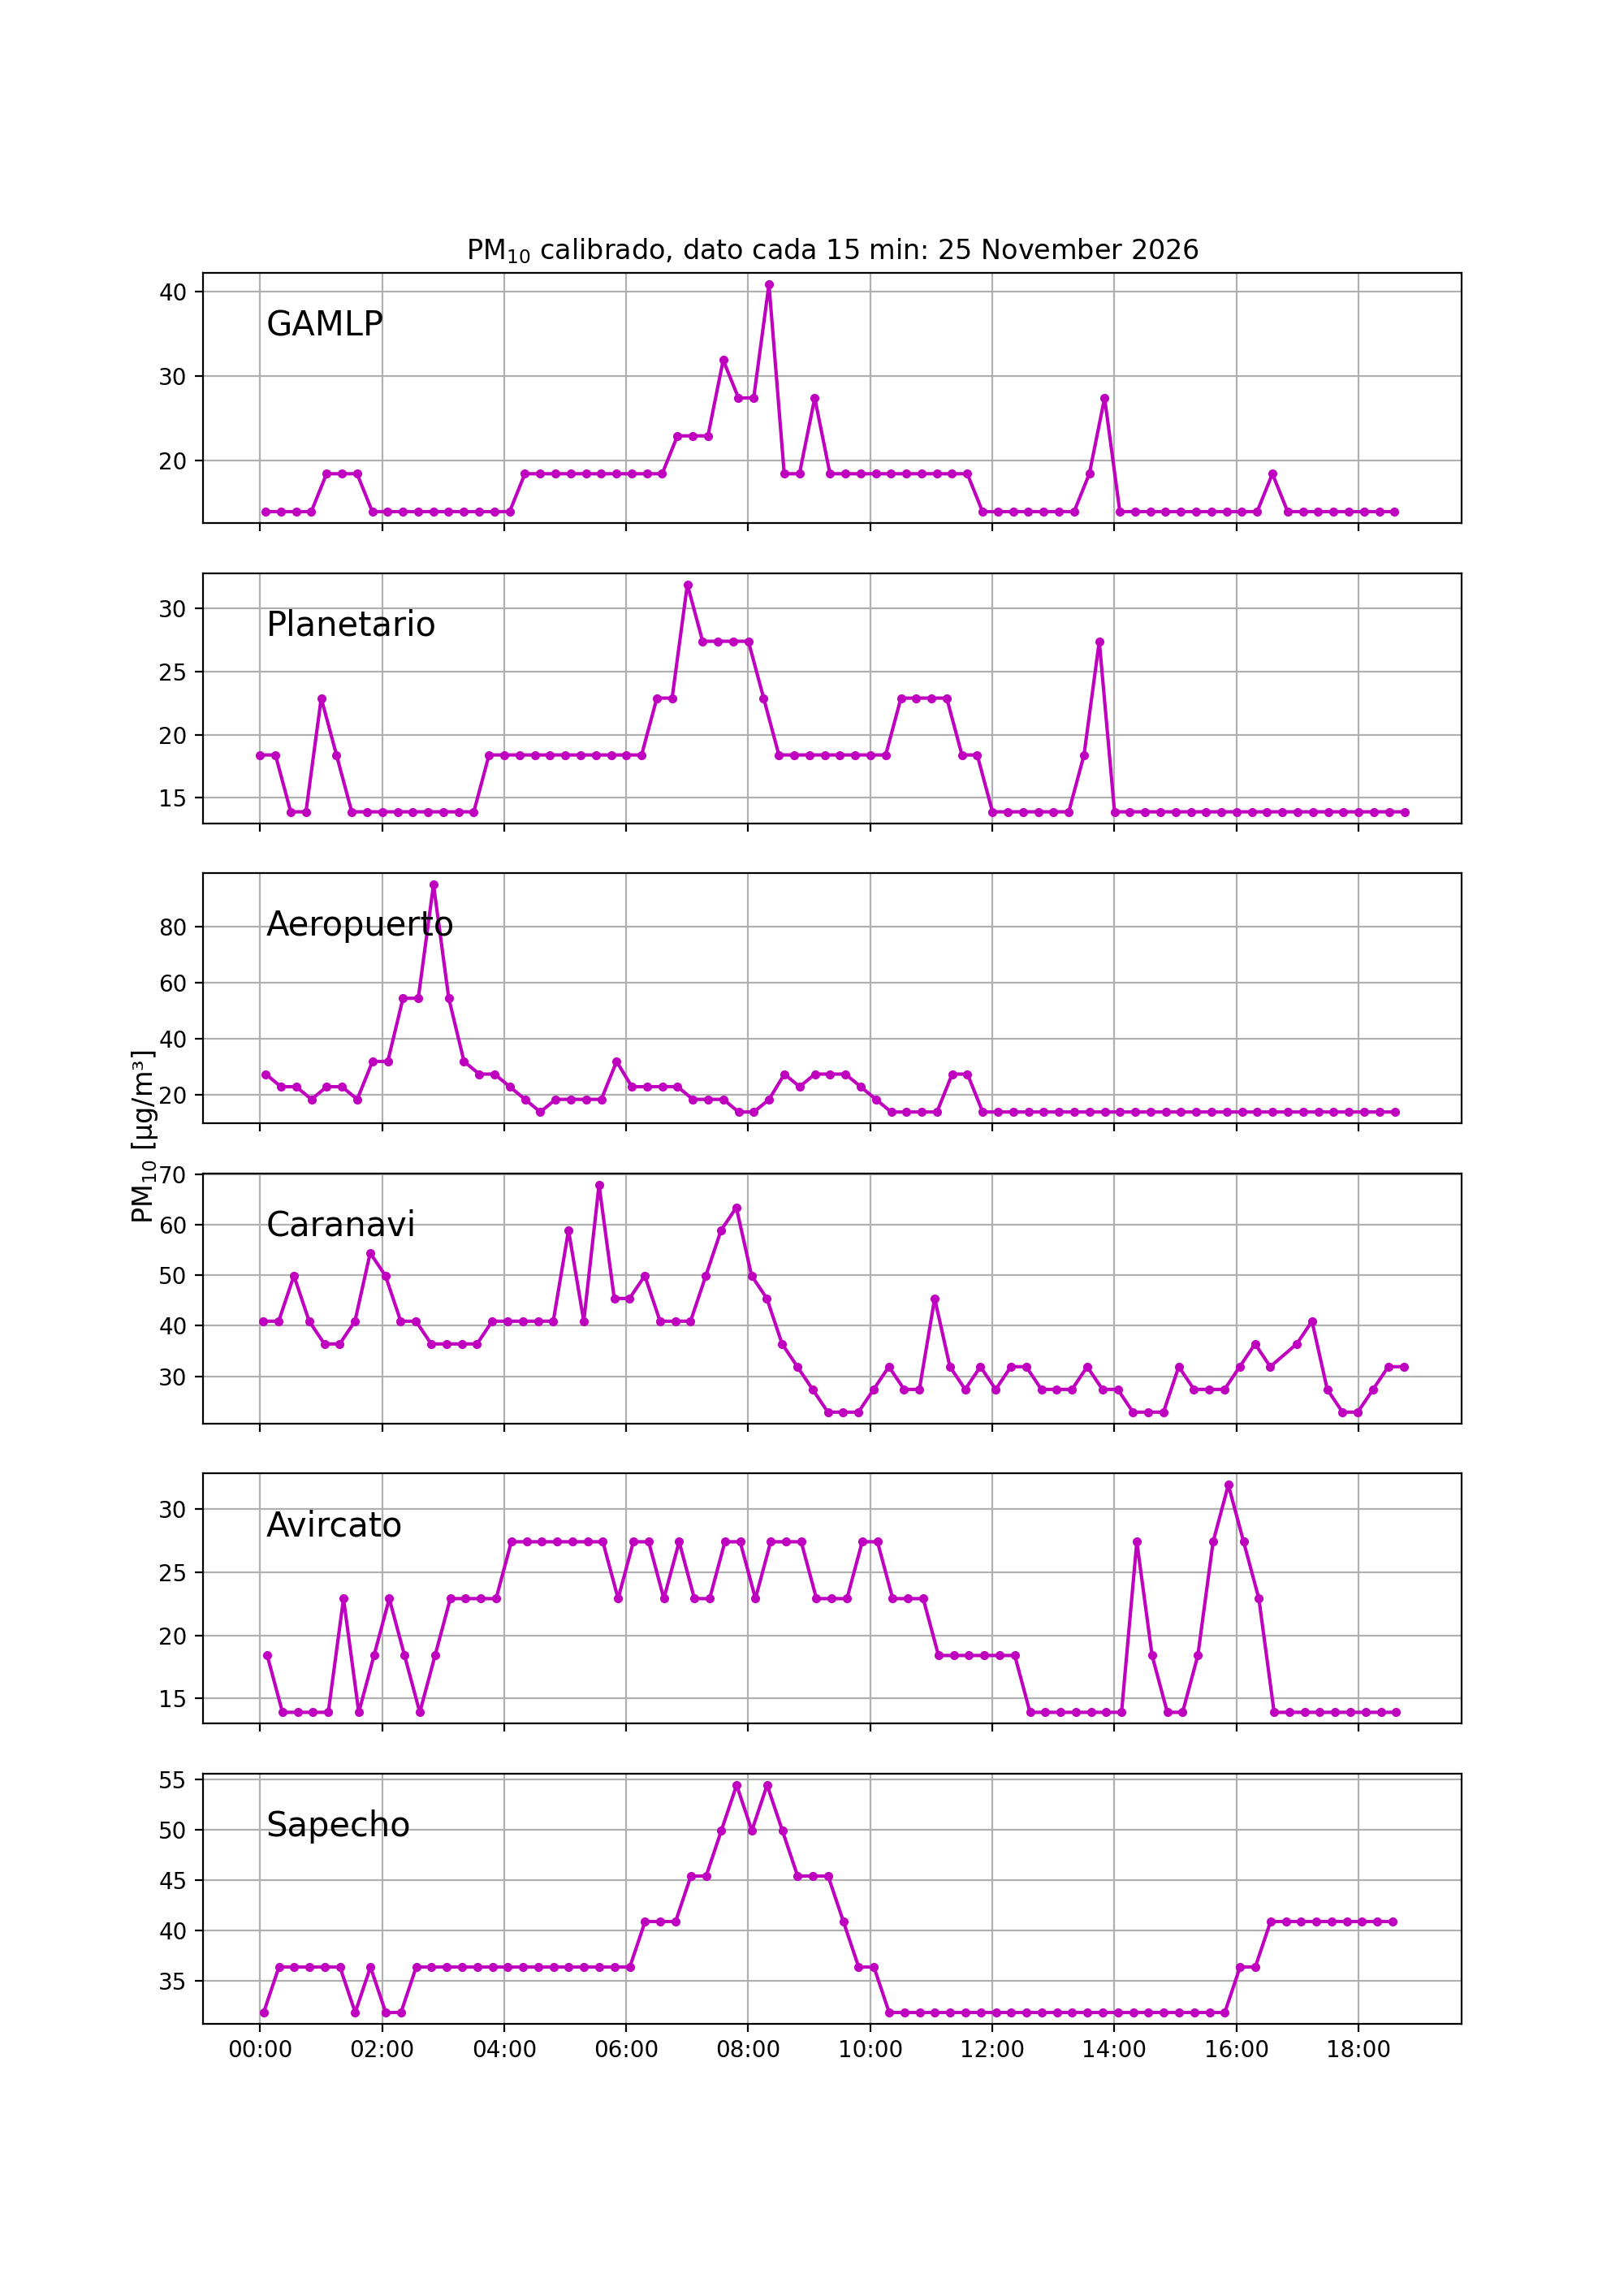 PM₁₀ calibrado, dato cada 15 min: 25 November 2026
40
30
20
GAMLP
30
25
20
15
Planetario
80
60
40
20
Aeropuerto
PM₁₀ [µg/m³]
70
60
50
40
30
Caranavi
30
25
20
15
Avircato
55
50
45
40
35
Sapecho
00:00 02:00 04:00 06:00 08:00 10:00 12:00 14:00 16:00 18:00